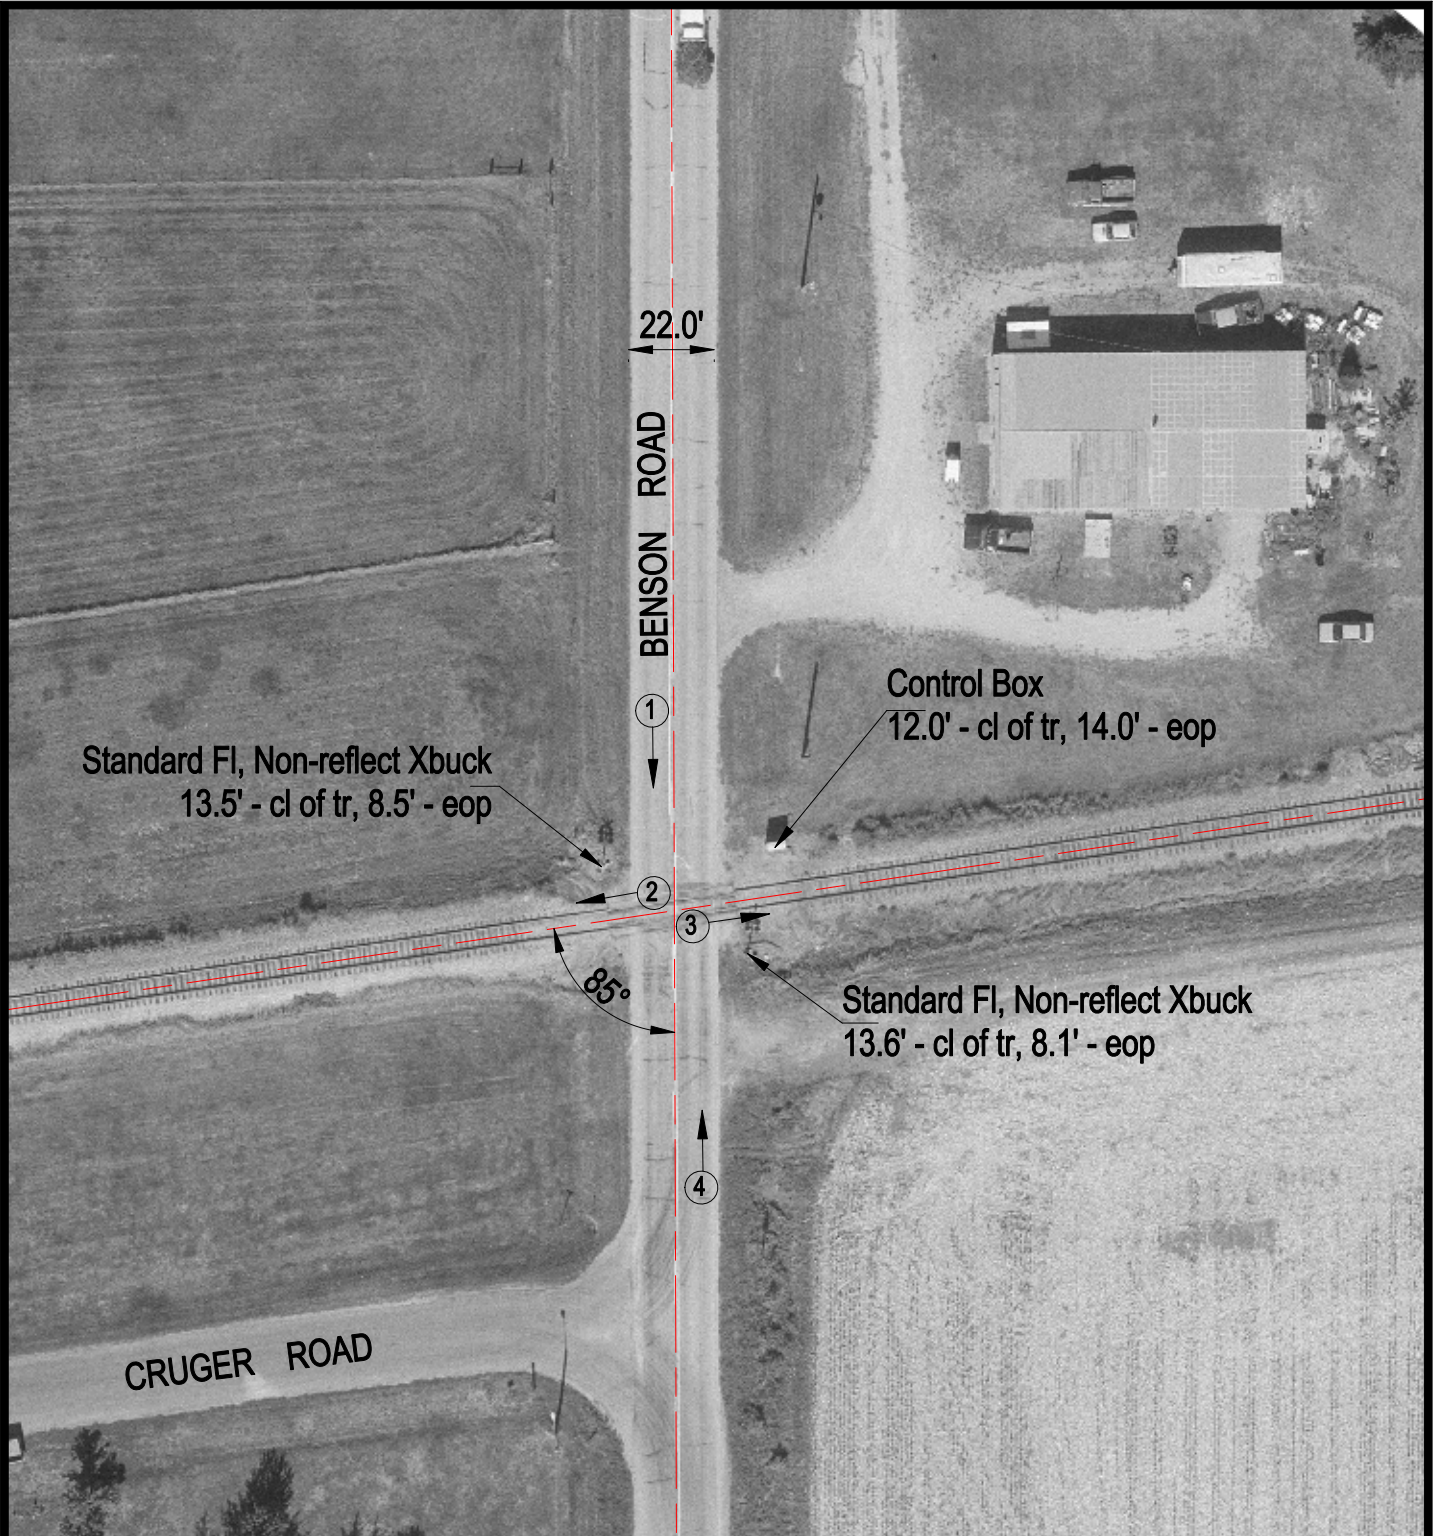 22.0'
BENSON ROAD
1
Control Box
12.0' - cl of tr, 14.0' - eop
Standard Fl, Non-reflect Xbuck
13.5' - cl of tr, 8.5' - eop
2
3
85°
Standard Fl, Non-reflect Xbuck
13.6' - cl of tr, 8.1' - eop
4
CRUGER ROAD